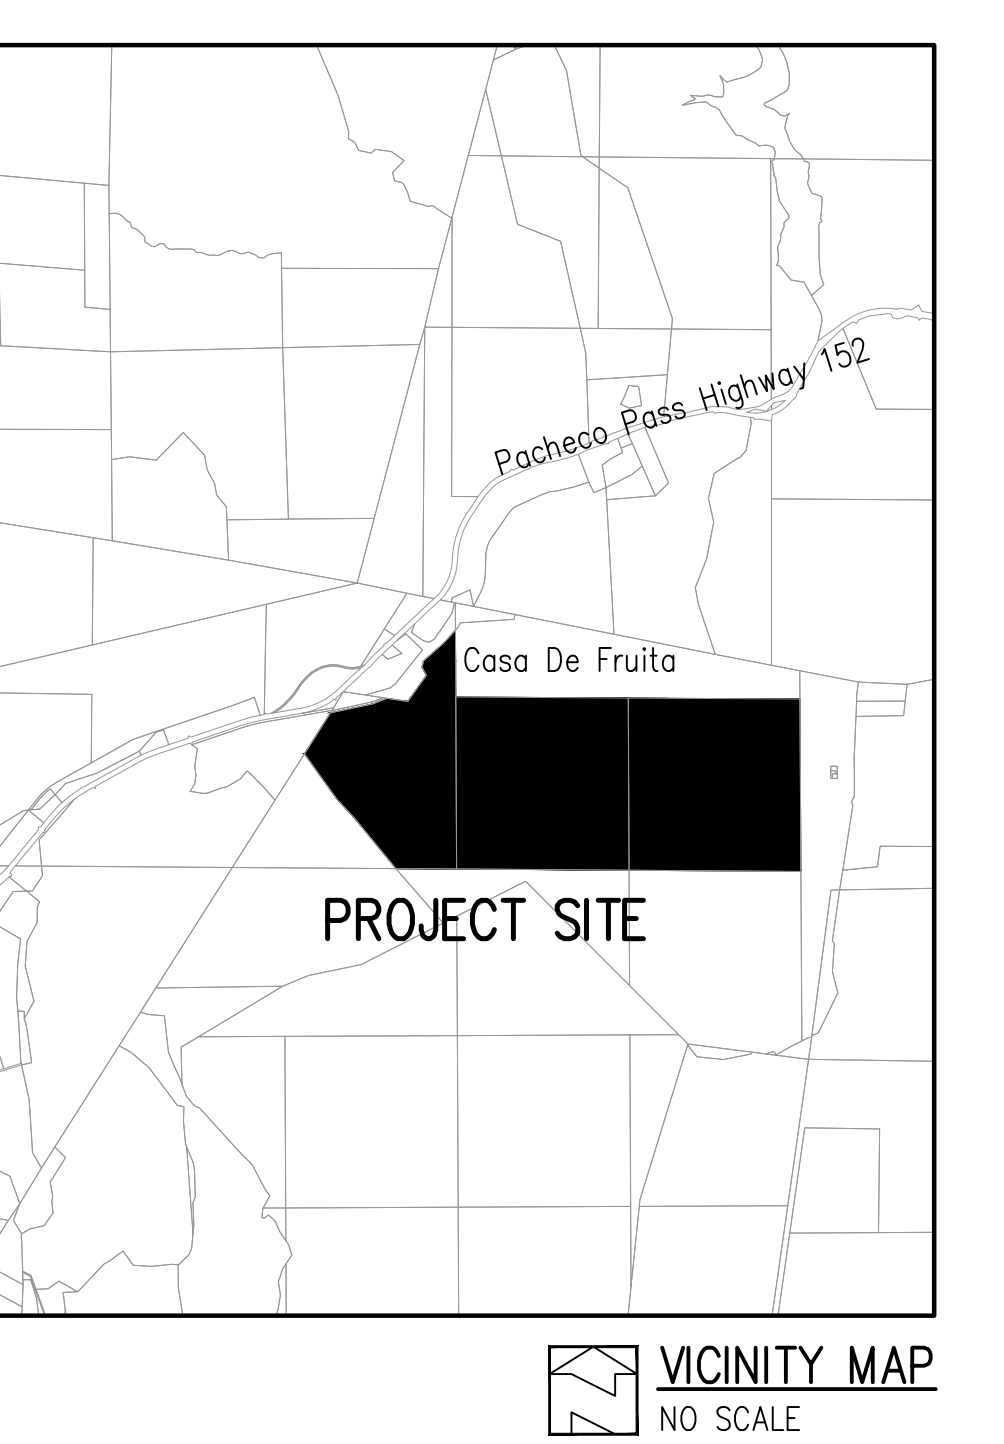 Pacheco Pass Highway 152
Casa De Fruita
PROJECT SITE
VICINITY MAP
NO SCALE